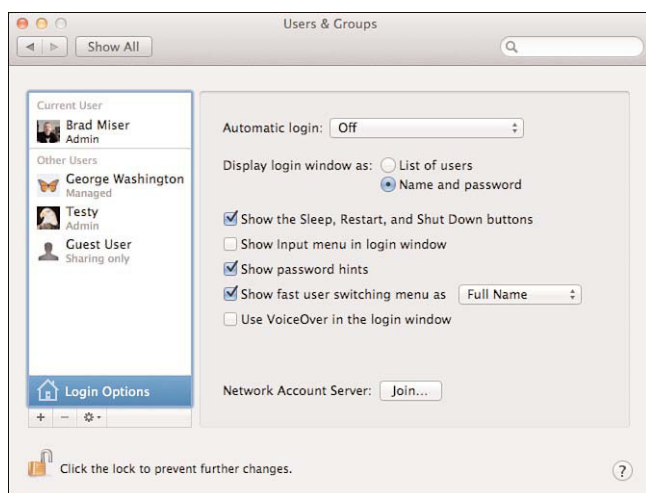 Users & Groups
Show All
Current User
Brad Miser
Admin
Other Users
George Washington
Managed
Testy
Admin
Guest User
Sharing only
Login Options
Automatic login: Off
Display login window as: List of users
Name and password
Show the Sleep, Restart, and Shut Down buttons
Show Input menu in login window
Show password hints
Show fast user switching menu as Full Name
Use VoiceOver in the login window
Network Account Server: Join...
Click the lock to prevent further changes.
?